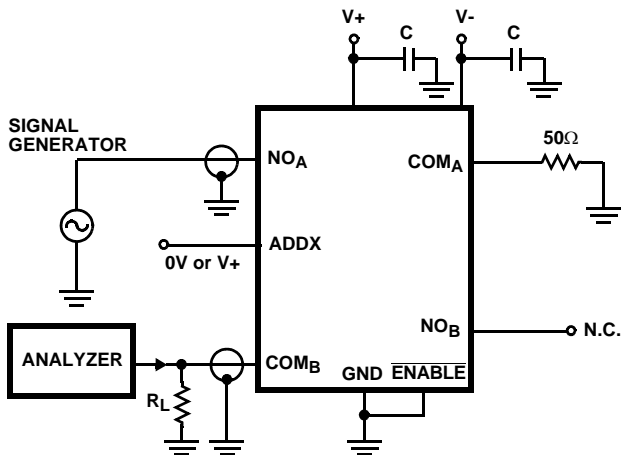 V+
C
V-
C
SIGNAL
GENERATOR
NOA
COMA
50Ω
ADDX
0V or V+
NOB
N.C.
ANALYZER
COMB
GND
ENABLE
RL